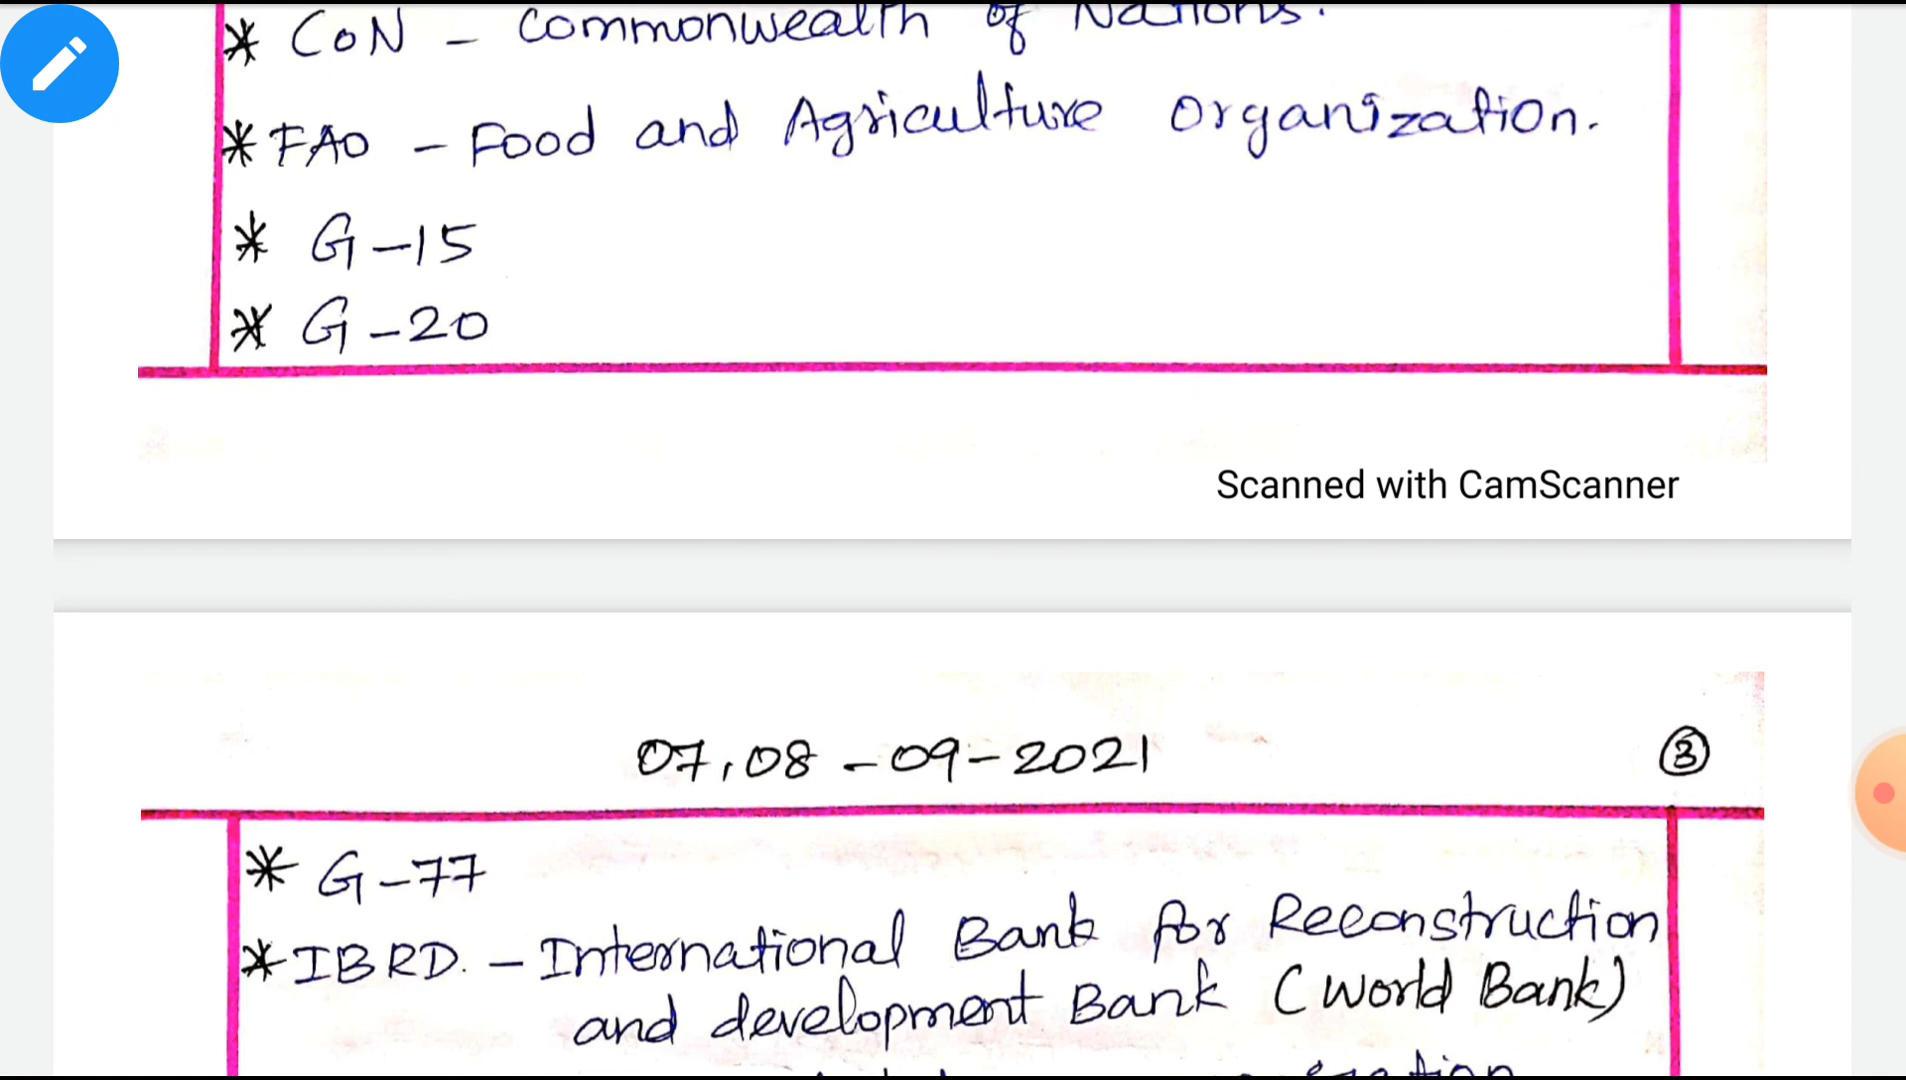 * CoN - Commonwealth of Nations.
* FAO - Food and Agriculture Organization.
* G-15
* G-20
Scanned with CamScanner
07,08-09-2021
3
* G-77
* IBRD. - International Bank for Reconstruction
and development Bank (World Bank)